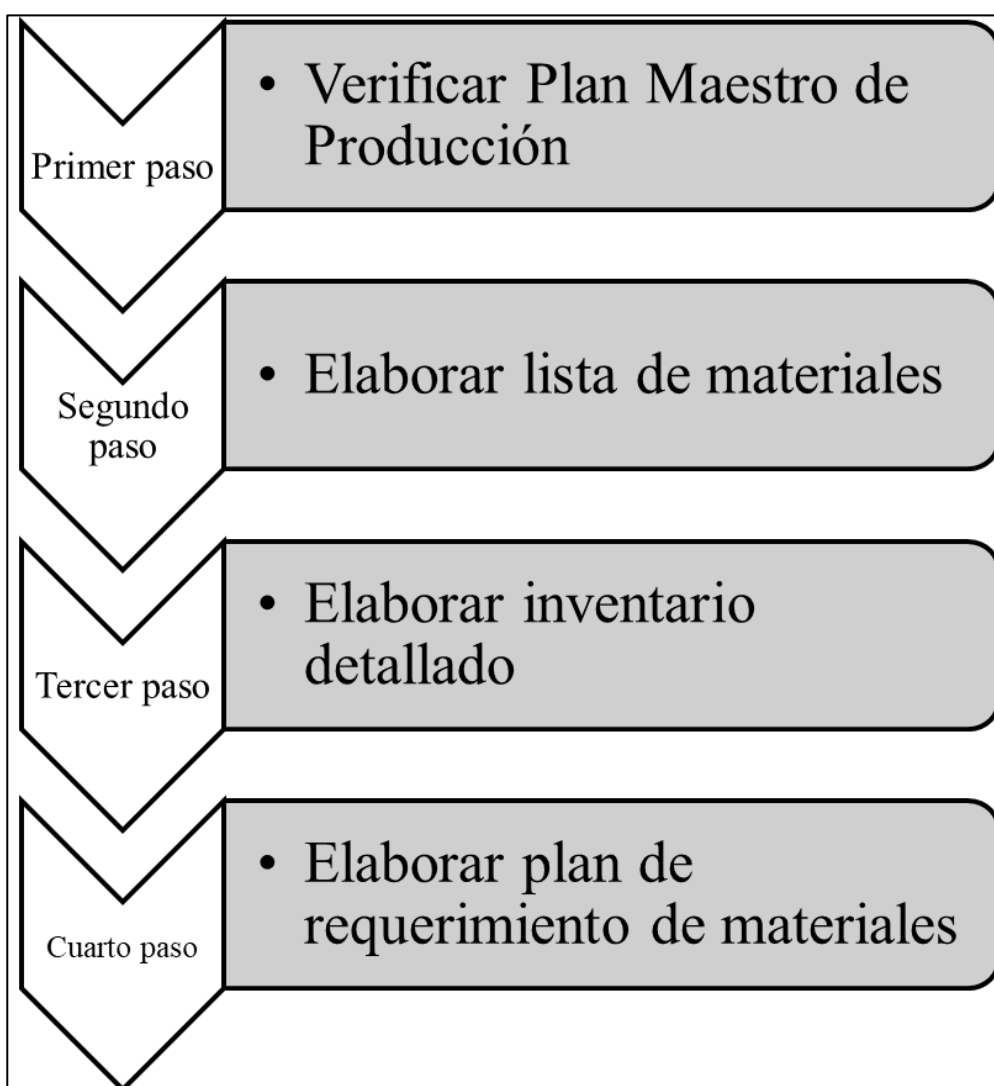 Primer paso
• Verificar Plan Maestro de
Producción
Segundo
paso
• Elaborar lista de materiales
Tercer paso
• Elaborar inventario
detallado
Cuarto paso
• Elaborar plan de
requerimiento de materiales